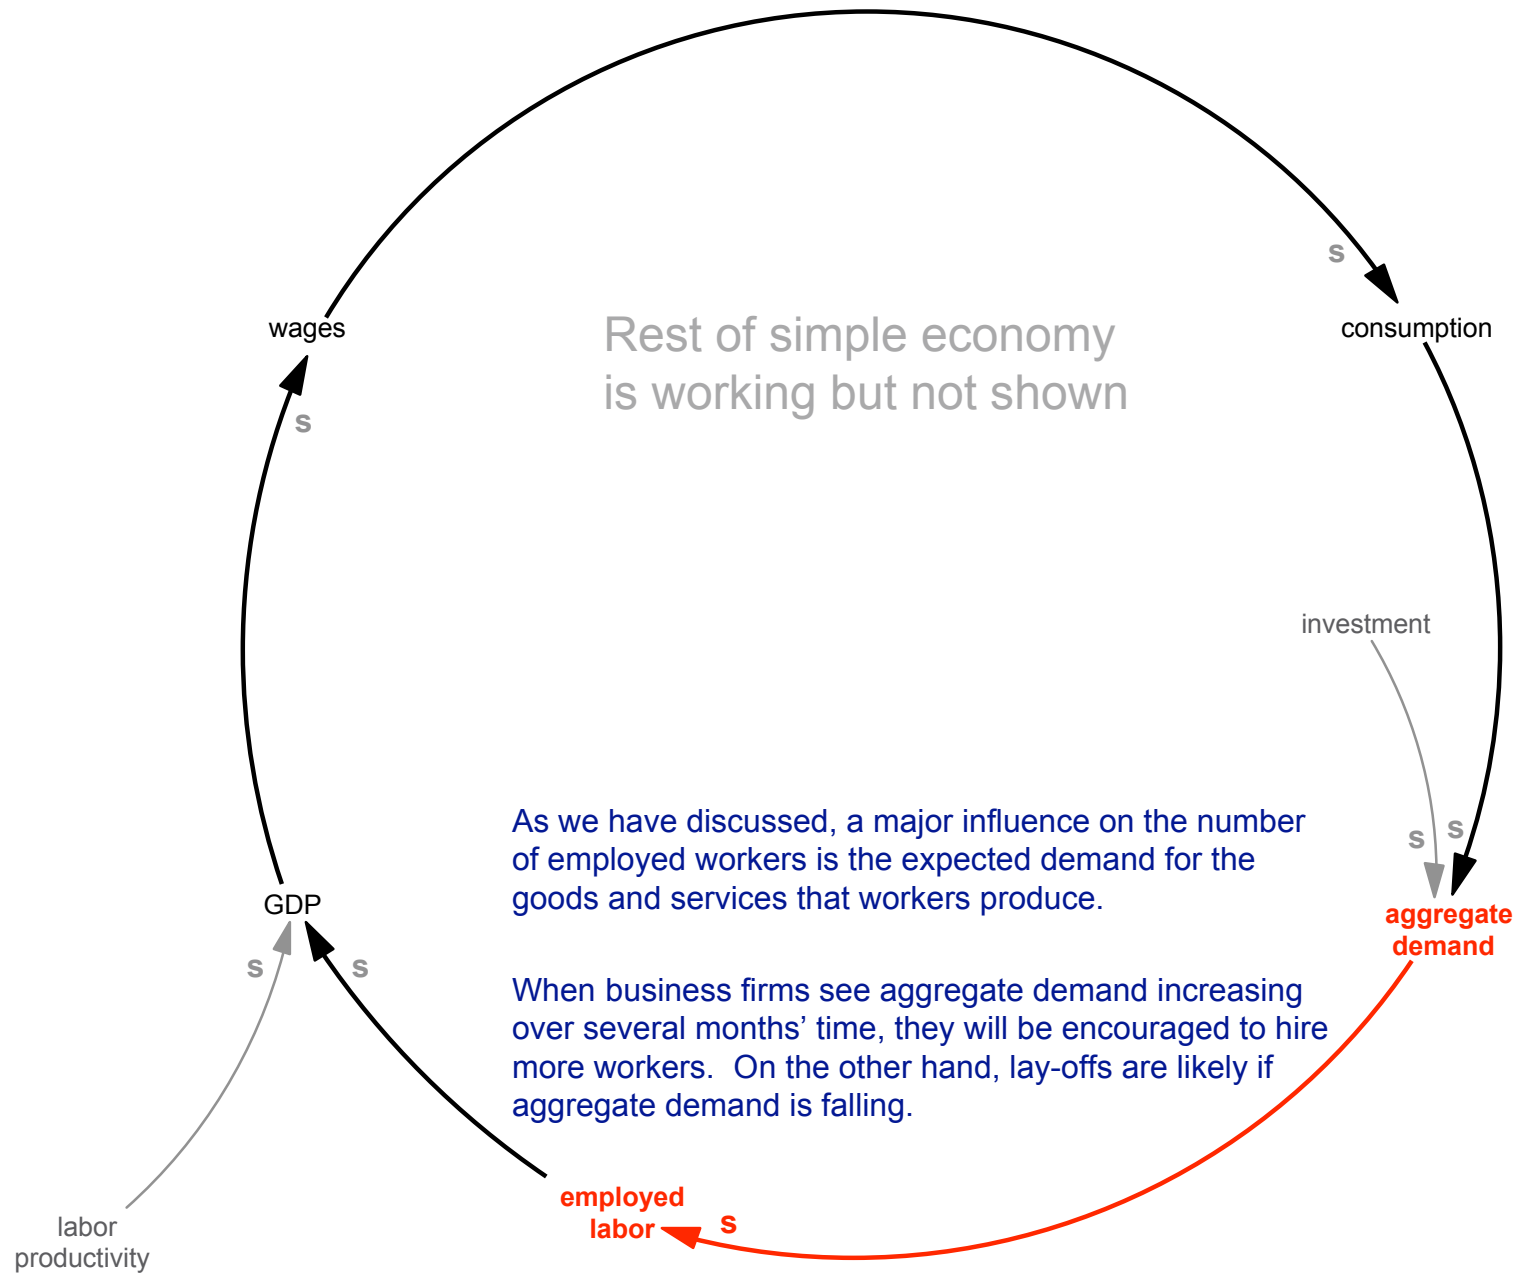 s
wages
consumption
Rest of simple economy
is working but not shown
s
investment
As we have discussed, a major influence on the number
of employed workers is the expected demand for the
goods and services that workers produce.
s
s
GDP
aggregate
demand
s
s
When business firms see aggregate demand increasing
over several months’ time, they will be encouraged to hire
more workers.  On the other hand, lay-offs are likely if
aggregate demand is falling.
employed
labor
s
labor
productivity